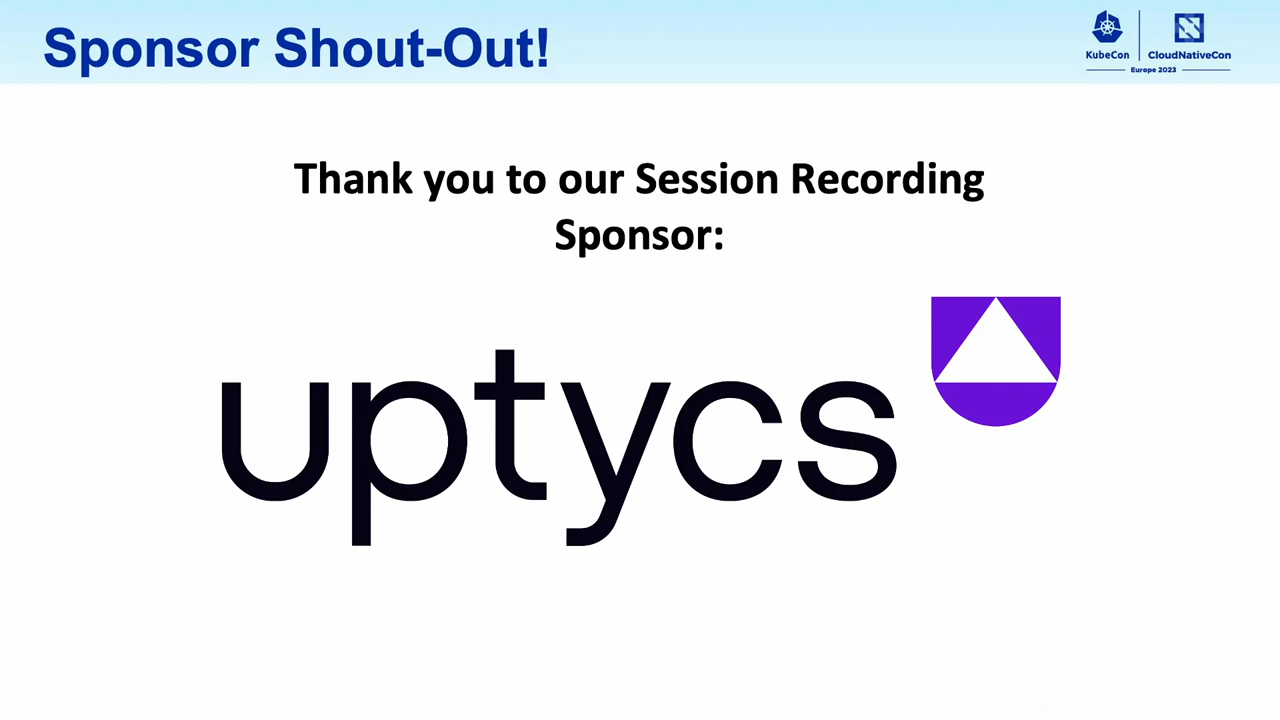 Sponsor Shout-Out!
KubeCon
CloudNativeCon
Europe 2023
Thank you to our Session Recording
Sponsor:
uptycs